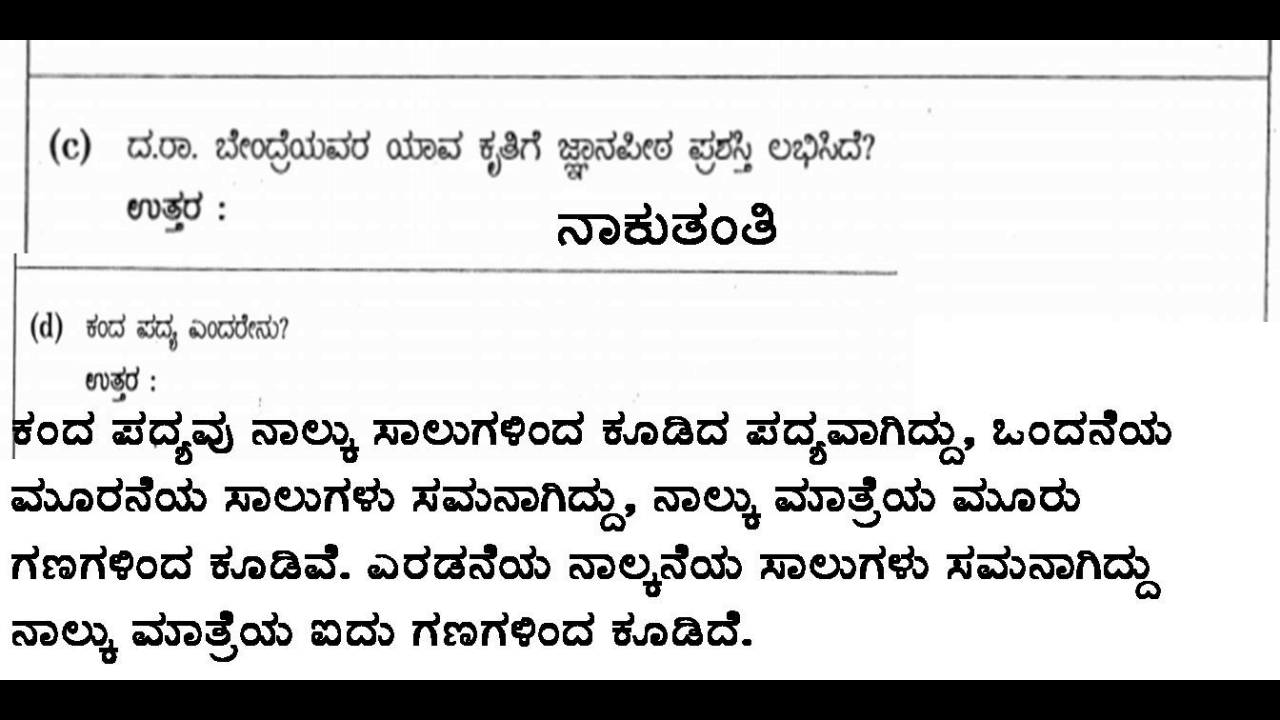 (c) ದ.ರಾ. ಬೇಂದ್ರೆಯವರ ಯಾವ ಕೃತಿಗೆ ಜ್ಞಾನಪೀಠ ಪ್ರಶಸ್ತಿ ಲಭಿಸಿದೆ?
ಉತ್ತರ :
ನಾಕುತಂತಿ
(d) ಕಂದ ಪದ್ಯ ಎಂದರೇನು?
ಉತ್ತರ :
ಕಂದ ಪದ್ಯವು ನಾಲ್ಕು ಸಾಲುಗಳಿಂದ ಕೂಡಿದ ಪದ್ಯವಾಗಿದ್ದು, ಒಂದನೆಯ
ಮೂರನೆಯ ಸಾಲುಗಳು ಸಮನಾಗಿದ್ದು, ನಾಲ್ಕು ಮಾತ್ರೆಯ ಮೂರು
ಗಣಗಳಿಂದ ಕೂಡಿವೆ. ಎರಡನೆಯ ನಾಲ್ಕನೆಯ ಸಾಲುಗಳು ಸಮನಾಗಿದ್ದು
ನಾಲ್ಕು ಮಾತ್ರೆಯ ಐದು ಗಣಗಳಿಂದ ಕೂಡಿದೆ.